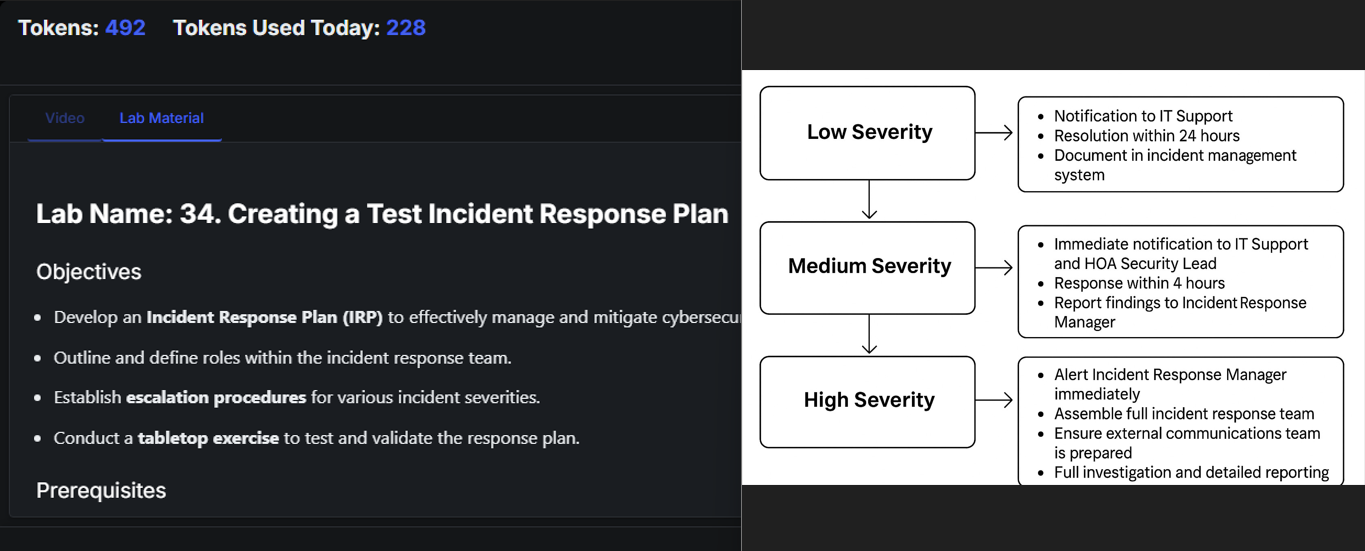 Tokens: 492 Tokens Used Today: 228
Video Lab Material
Lab Name: 34. Creating a Test Incident Response Plan
Objectives
• Develop an Incident Response Plan (IRP) to effectively manage and mitigate cybersecu
• Outline and define roles within the incident response team.
• Establish escalation procedures for various incident severities.
• Conduct a tabletop exercise to test and validate the response plan.
Prerequisites
Low Severity
• Notification to IT Support
• Resolution within 24 hours
• Document in incident management
system
Medium Severity
• Immediate notification to IT Support
and HOA Security Lead
• Response within 4 hours
• Report findings to Incident Response
Manager
High Severity
• Alert Incident Response Manager
immediately
• Assemble full incident response team
• Ensure external communications team
is prepared
• Full investigation and detailed reporting